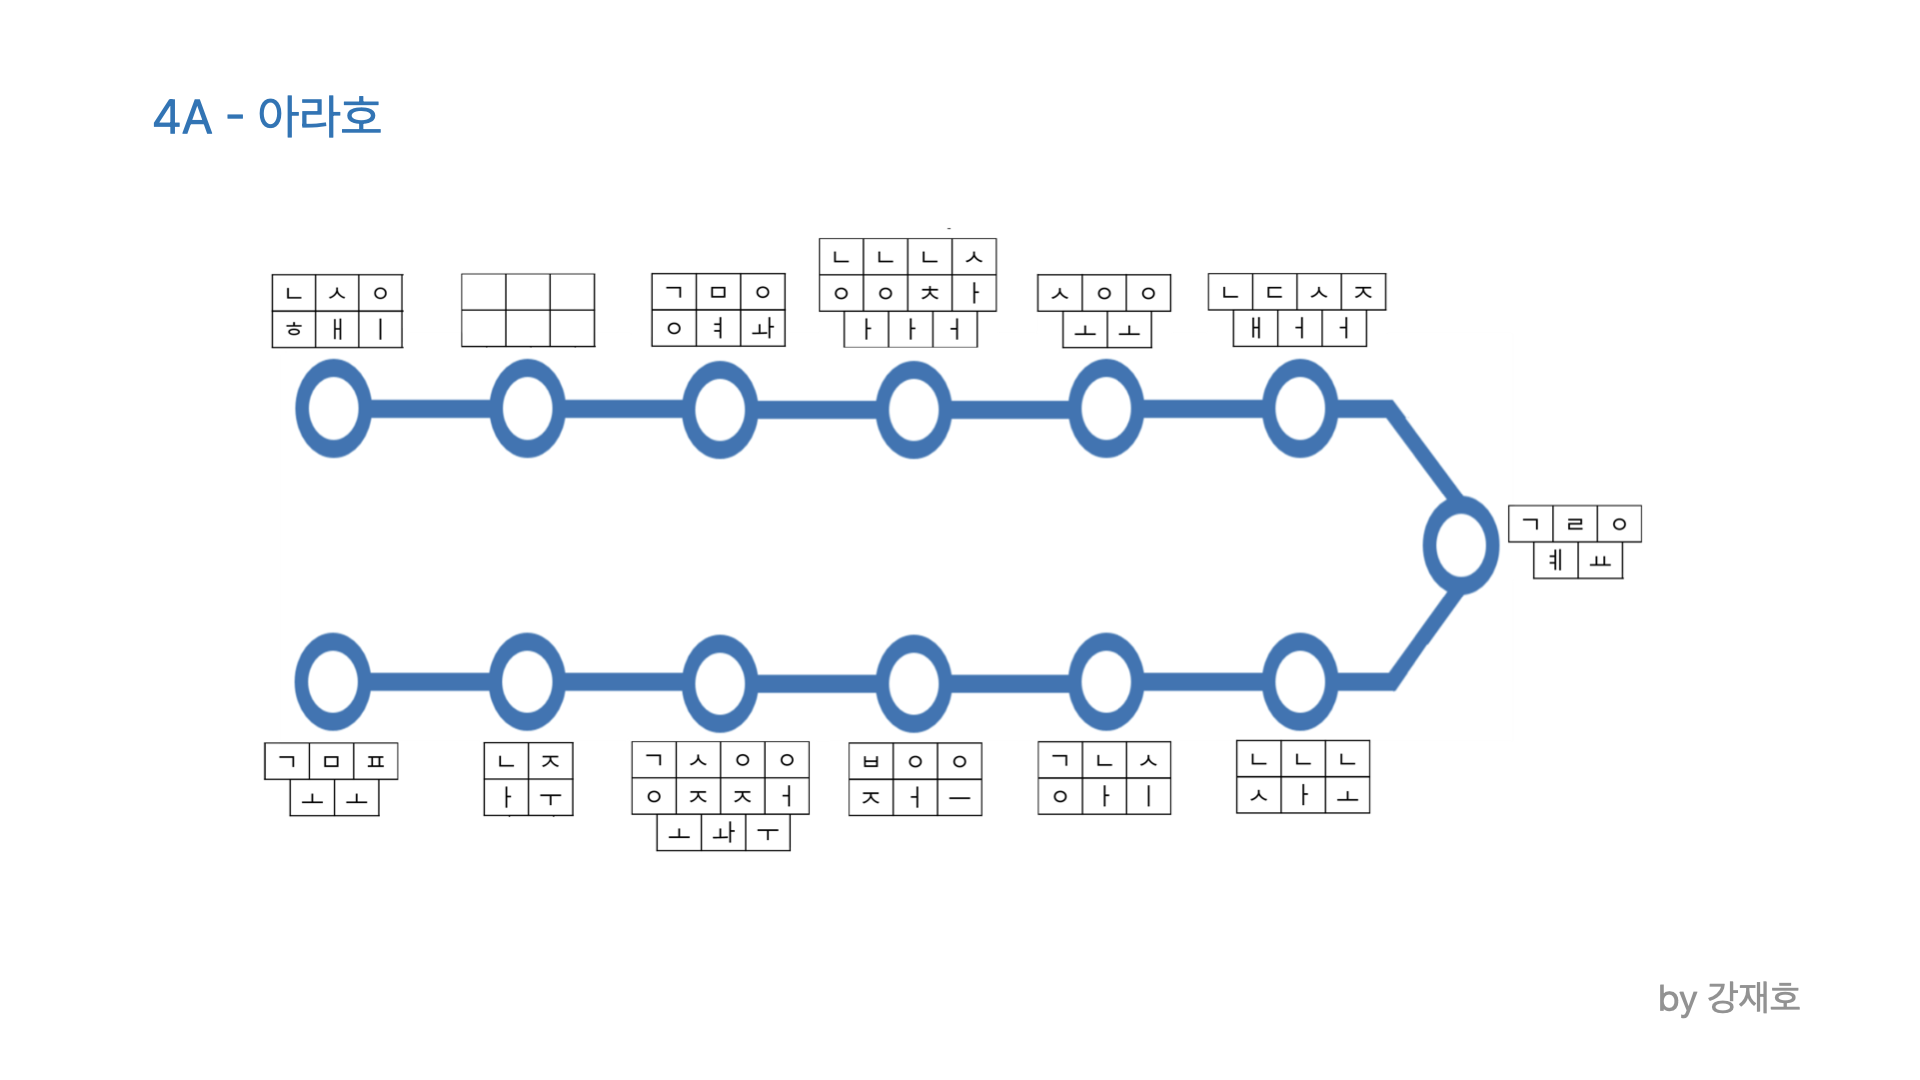 4A - 아라호
ㄴ ㅅ ㅇ
ㅎ ㅐ ㅣ
ㄱ ㅁ ㅇ
ㅇ ㅕ ㅘ
ㄴ ㄴ ㄴ ㅅ
ㅇ ㅇ ㅊ ㅏ
ㅏ ㅏ ㅓ
ㅅ ㅇ ㅇ
ㅗ ㅗ
ㄴ ㄷ ㅅ ㅈ
ㅐ ㅓ ㅓ
ㄱ ㄹ ㅇ
ㅖ ㅛ
ㄱ ㅁ ㅍ
ㅗ ㅗ
ㄴ ㅈ
ㅏ ㅜ
ㄱ ㅅ ㅇ ㅇ
ㅇ ㅈ ㅈ ㅓ
ㅗ ㅘ ㅜ
ㅂ ㅇ ㅇ
ㅈ ㅓ ㅡ
ㄱ ㄴ ㅅ
ㅇ ㅏ ㅣ
ㄴ ㄴ ㄴ
ㅅ ㅏ ㅗ
by 강재호